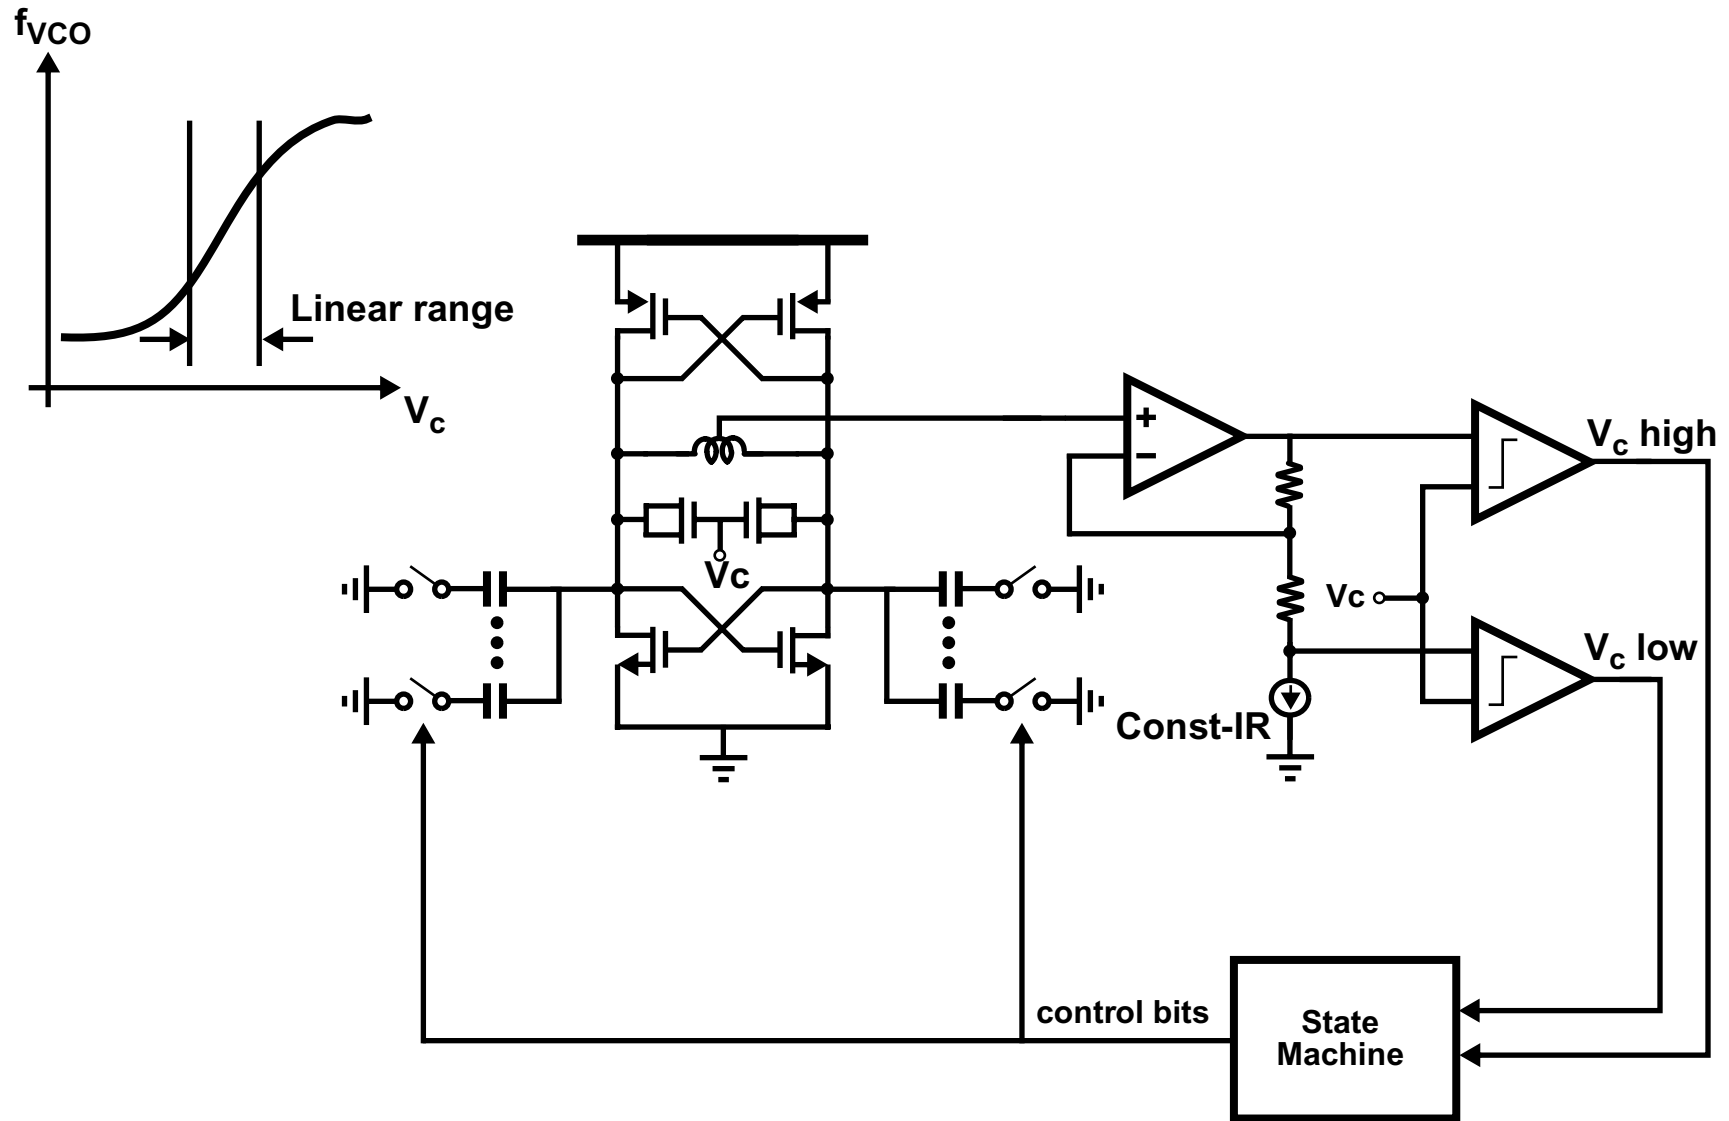 fVCO
Linear range
Vc
+
−
Vc high
Vc
Vc
Vc low
Const-IR
control bits
State
Machine